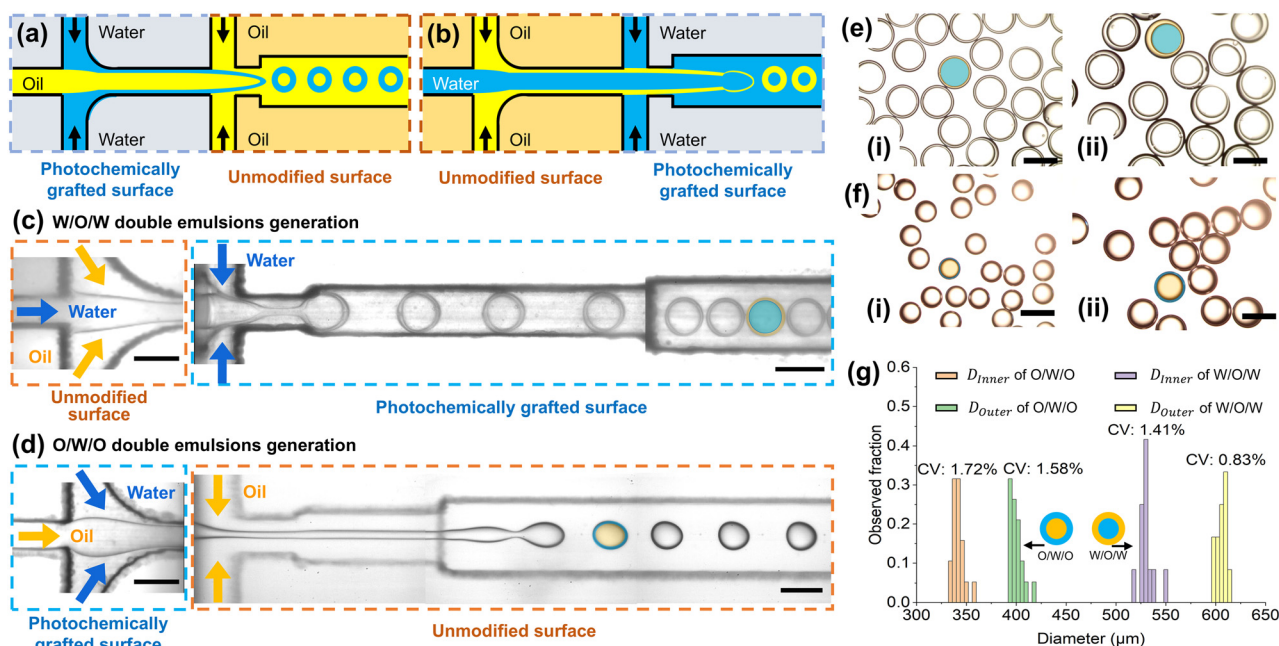 (a)
Water
Oil
Oil
Water
Oil
Photochemically
grafted surface
Unmodified surface
(b)
Oil
Water
Water
Oil
Water
Unmodified surface
Photochemically
grafted surface
(c) W/O/W double emulsions generation
Water
Oil
Unmodified
surface
Water
Photochemically grafted surface
(d) O/W/O double emulsions generation
Water
Oil
Photochemically
grafted surface
Oil
Unmodified surface
(e)
(i)
(ii)
(f)
(i)
(ii)
(g)
0.6
0.5
0.4
0.3
0.2
0.1
0.0
Observed fraction
D_Inner of O/W/O
D_Inner of W/O/W
D_Outer of O/W/O
D_Outer of W/O/W
CV: 1.72%
CV: 1.58%
CV: 1.41%
CV: 0.83%
O/W/O
W/O/W
300 350 400 450 500 550 600 650
Diameter (μm)